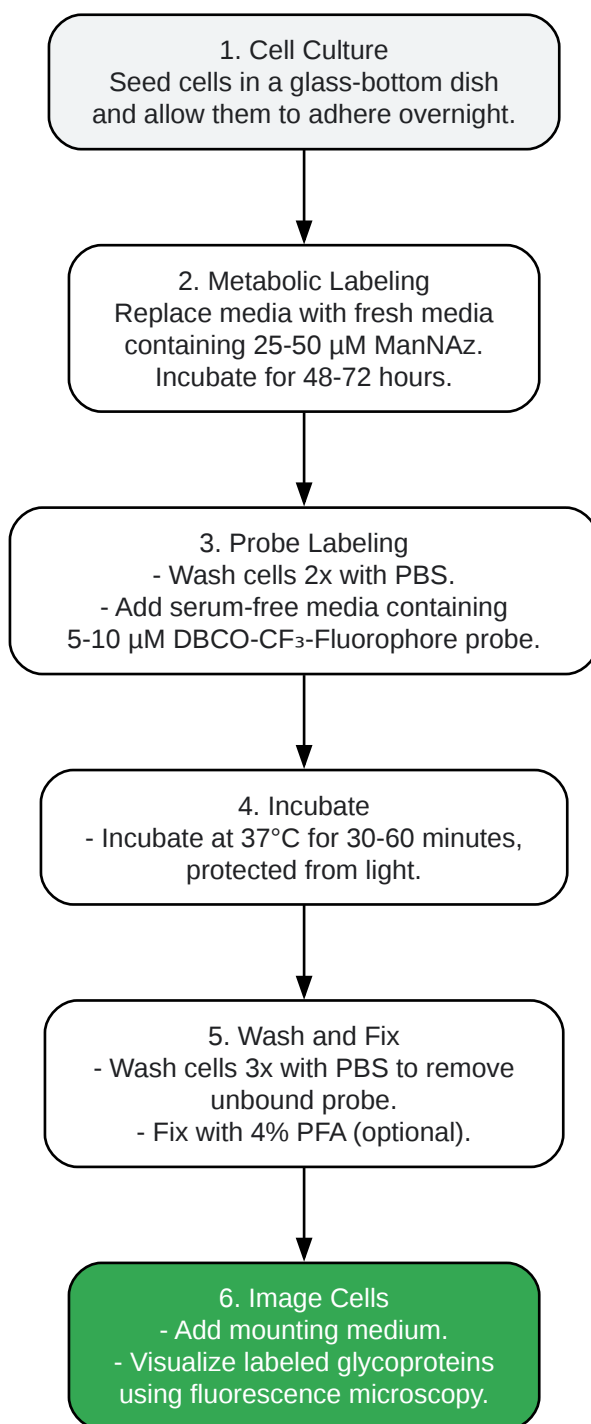 1. Cell Culture
Seed cells in a glass-bottom dish
and allow them to adhere overnight.
2. Metabolic Labeling
Replace media with fresh media
containing 25-50 µM ManNAz.
Incubate for 48-72 hours.
3. Probe Labeling
- Wash cells 2x with PBS.
- Add serum-free media containing
5-10 µM DBCO-CF₃-Fluorophore probe.
4. Incubate
- Incubate at 37°C for 30-60 minutes,
protected from light.
5. Wash and Fix
- Wash cells 3x with PBS to remove
unbound probe.
- Fix with 4% PFA (optional).
6. Image Cells
- Add mounting medium.
- Visualize labeled glycoproteins
using fluorescence microscopy.